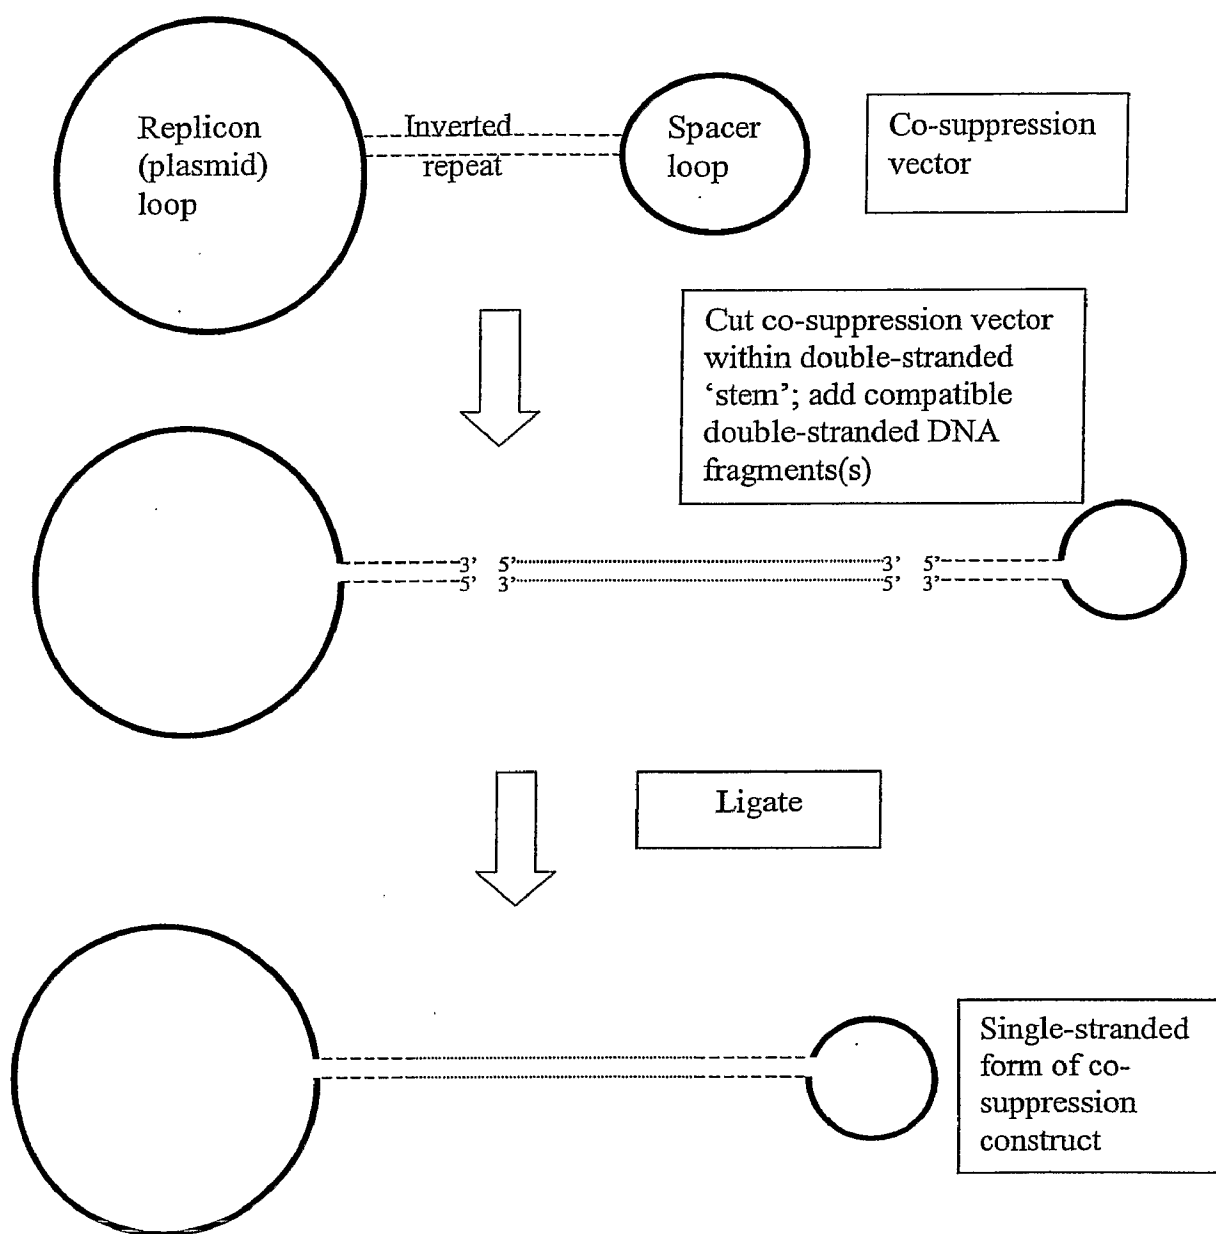 Replicon
(plasmid)
loop
Inverted
repeat
Spacer
loop
Co-suppression
vector
Cut co-suppression vector
within double-stranded
‘stem’; add compatible
double-stranded DNA
fragments(s)
3’ 5’ 3’ 5’
5’ 3’ 5’ 3’
Ligate
Single-stranded
form of co-
suppression
construct